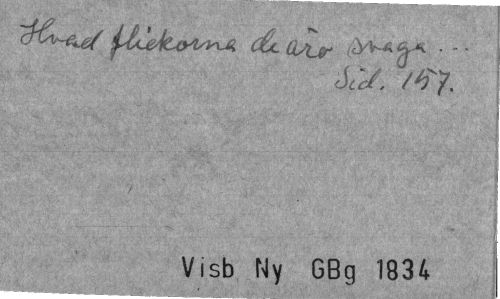 Hvad flickorna de äro svaga ...
Sid. 157.
Visb Ny GBg 1834